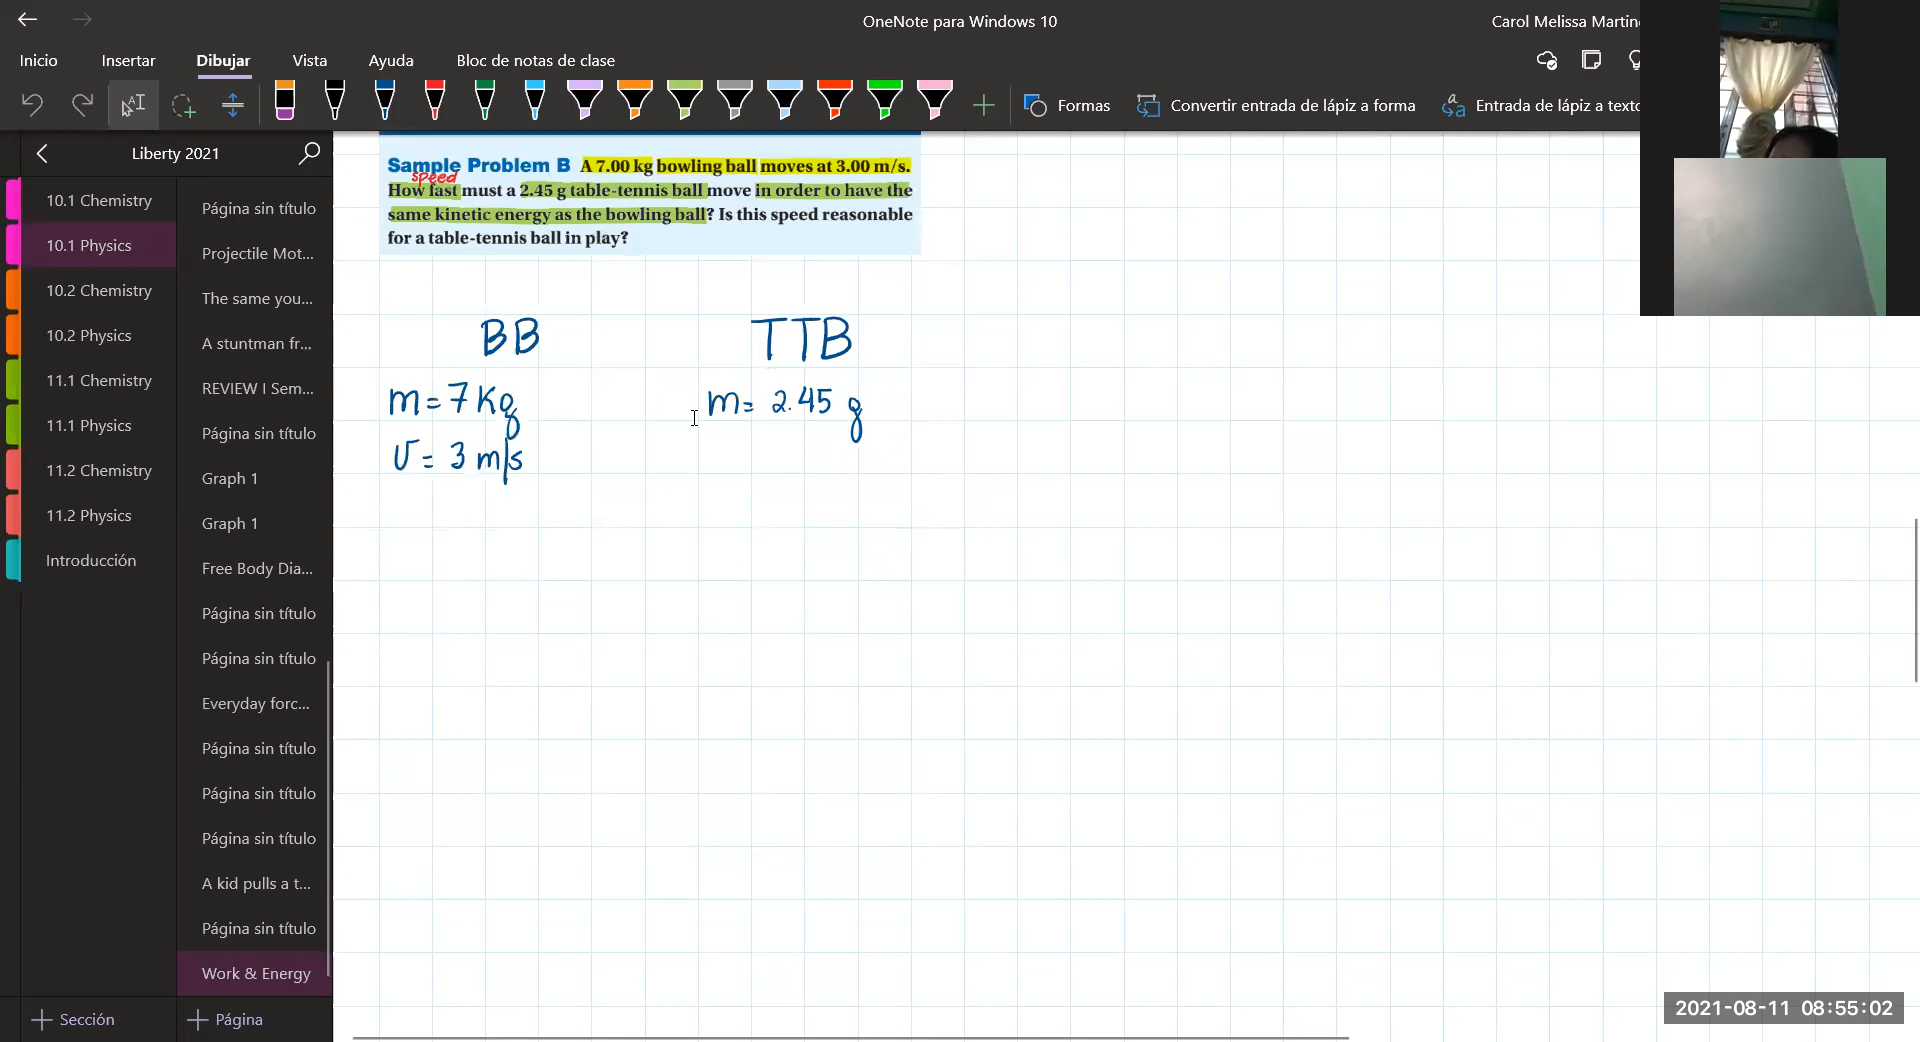 OneNote para Windows 10
Carol Melissa Martin
Inicio
Insertar
Dibujar
Vista
Ayuda
Bloc de notas de clase
Formas
Convertir entrada de lápiz a forma
Entrada de lápiz a texto
Liberty 2021
10.1 Chemistry
10.1 Physics
10.2 Chemistry
10.2 Physics
11.1 Chemistry
11.1 Physics
11.2 Chemistry
11.2 Physics
Introducción
Página sin título
Projectile Mot...
The same you...
A stuntman fr...
REVIEW I Sem...
Página sin título
Graph 1
Graph 1
Free Body Dia...
Página sin título
Página sin título
Everyday forc...
Página sin título
Página sin título
Página sin título
A kid pulls a t...
Página sin título
Work & Energy
Sección
Página
Sample Problem B A 7.00 kg bowling ball moves at 3.00 m/s.
speed
How fast must a 2.45 g table-tennis ball move in order to have the
same kinetic energy as the bowling ball? Is this speed reasonable
for a table-tennis ball in play?
BB
TTB
m = 7 Kg
m = 2.45 g
v = 3 m/s
2021-08-11 08:55:02